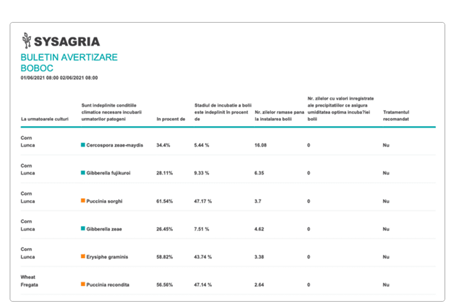 SYSAGRIA
BULETIN AVERTIZARE
BOBOC
01/06/2021 08:00 02/06/2021 08:00
La urmatoarele culturi
Sunt indeplinite conditiile climatice necesare incubarii urmatorilor patogeni
In procent de
Stadiul de incubatie a bolii este indeplinit in procent de
Nr. zilelor ramasa pana la instalarea bolii
Nr. zilelor cu valori inregistrate ale precipitatiilor ce asigura umiditatea optima incuba?iei bolii
Tratamentul recomandat
Corn Lunca Cercospora zeae-maydis 34.4% 5.44 % 10.09 0 Nu
Corn Lunca Gibberella fujikuroi 28.11% 9.33 % 6.35 0 Nu
Corn Lunca Puccinia sorghi 61.54% 47.17 % 3.7 0 Nu
Corn Lunca Gibberella zeae 26.45% 7.51 % 4.62 0 Nu
Corn Lunca Erysiphe graminis 58.82% 43.74 % 3.38 0 Nu
Wheat Fregata Puccinia recondita 56.50% 47.14 % 2.64 0 Nu